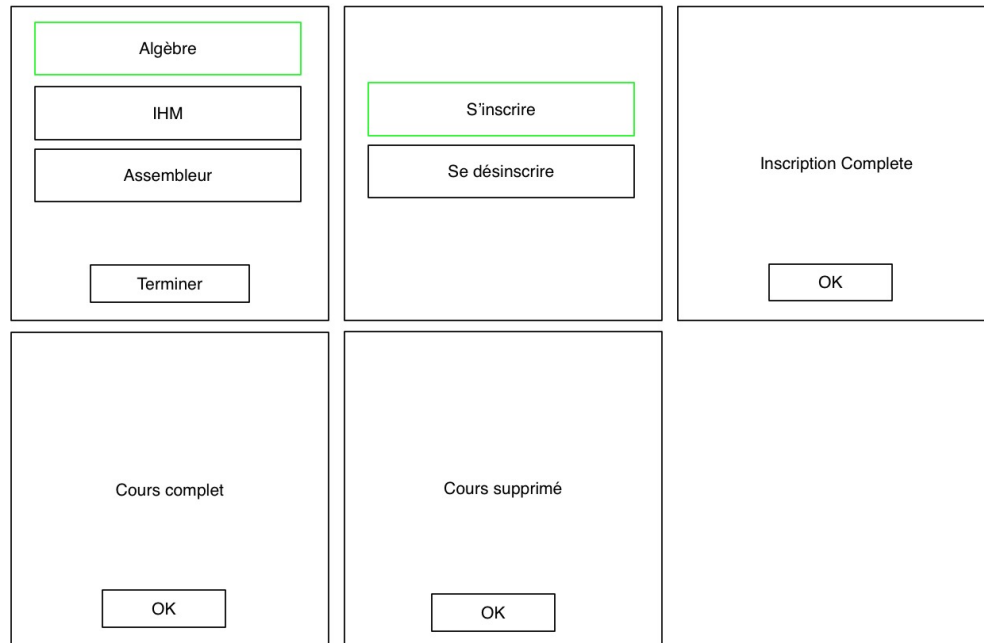 Algèbre
IHM
Assembleur
Terminer
S'inscrire
Se désinscrire
Inscription Complete
OK
Cours complet
OK
Cours supprimé
OK